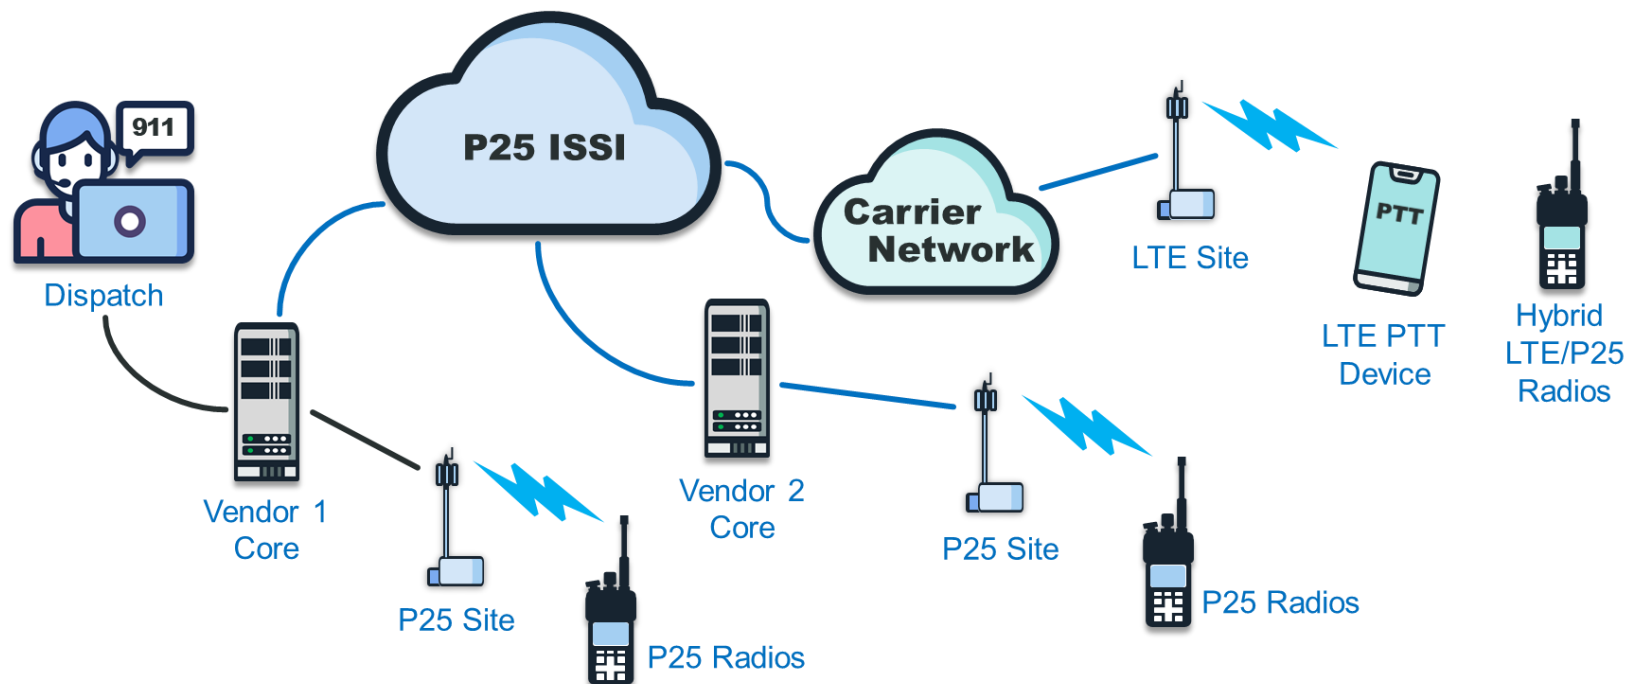 911
Dispatch
P25 ISSI
Carrier
Network
LTE Site
PTT
LTE PTT
Device
Hybrid
LTE/P25
Radios
Vendor 1
Core
P25 Site
P25 Radios
Vendor 2
Core
P25 Site
P25 Radios